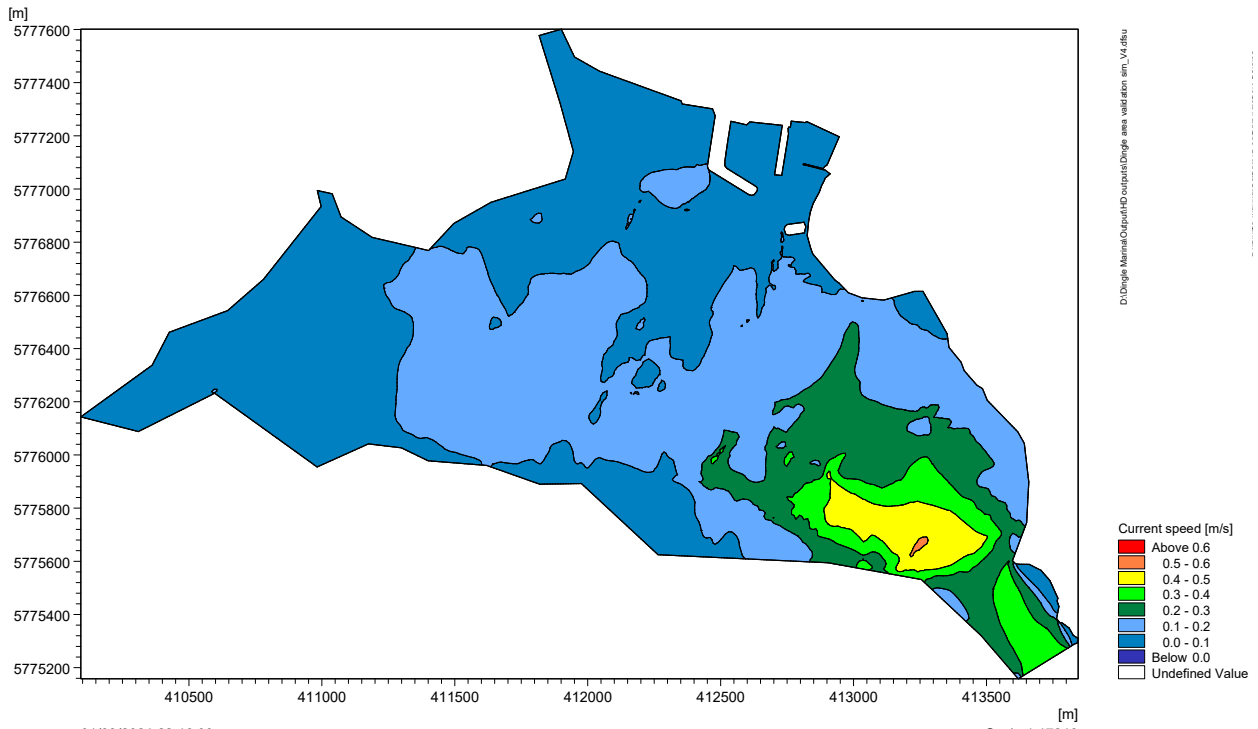 [m]
5777600
5777400
5777200
5777000
5776800
5776600
5776400
5776200
5776000
5775800
5775600
5775400
5775200
410500 411000 411500 412000 412500 413000 413500
[m]
D:\Dingle Marina\Output\HD outputs\Dingle area validation sim_V4.dfsu
Current speed [m/s]
Above 0.6
0.5 - 0.6
0.4 - 0.5
0.3 - 0.4
0.2 - 0.3
0.1 - 0.2
0.0 - 0.1
Below 0.0
Undefined Value